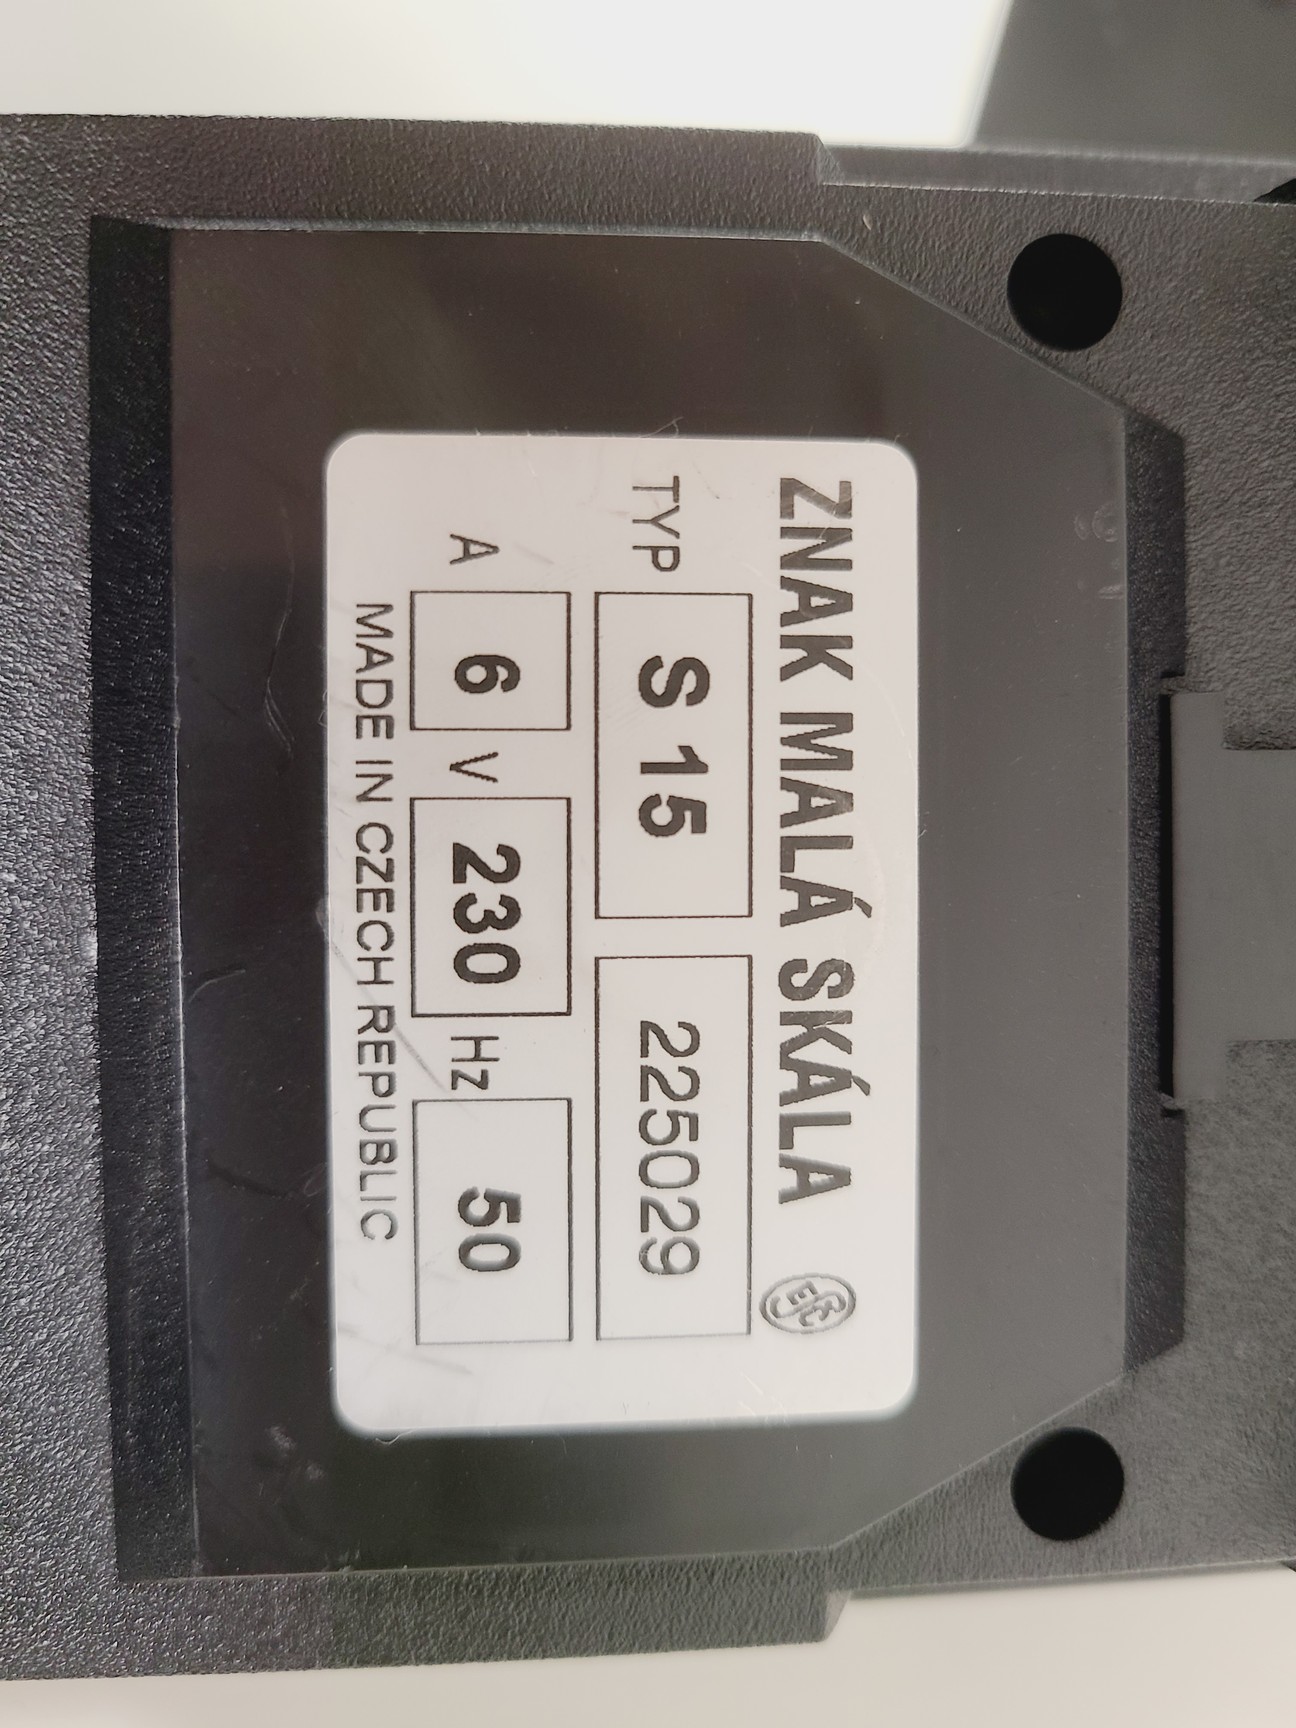 ZNAK MALÁ SKÁLA
TYP S 15 225029
A 6 V 230 Hz 50
MADE IN CZECH REPUBLIC